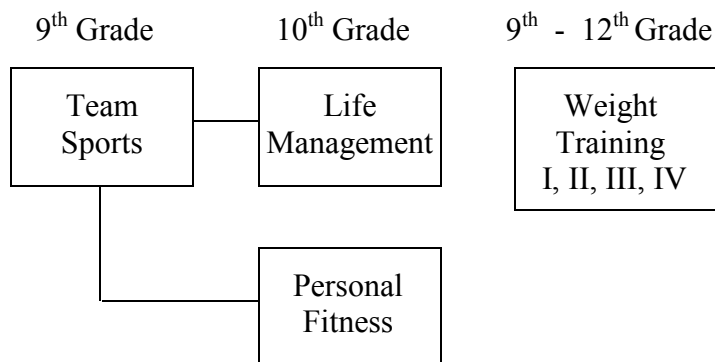 9th Grade
10th Grade
9th - 12th Grade
Team
Sports
Life
Management
Weight
Training
I, II, III, IV
Personal
Fitness